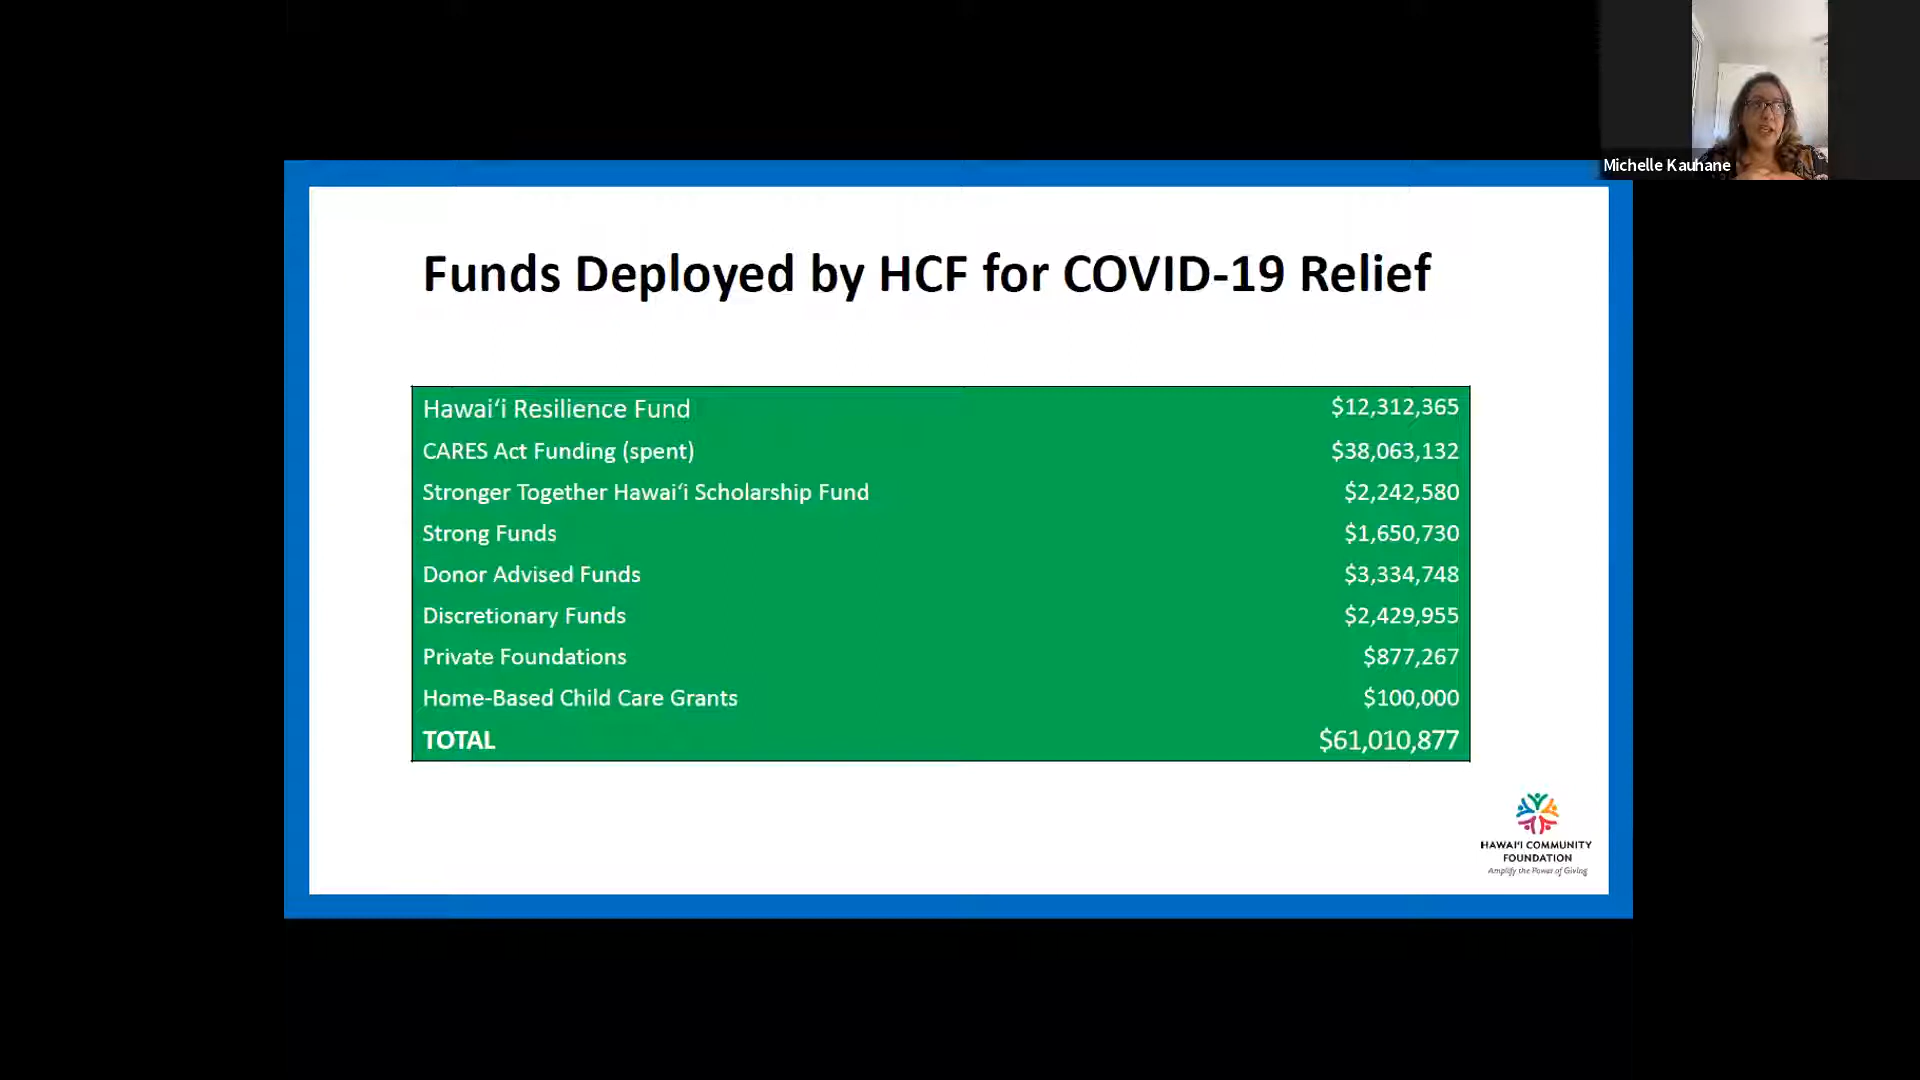 Michelle Kauhane
Funds Deployed by HCF for COVID-19 Relief
Hawaiʻi Resilience Fund $12,312,365
CARES Act Funding (spent) $38,063,132
Stronger Together Hawaiʻi Scholarship Fund $2,242,580
Strong Funds $1,650,730
Donor Advised Funds $3,334,748
Discretionary Funds $2,429,955
Private Foundations $877,267
Home-Based Child Care Grants $100,000
TOTAL $61,010,877
HAWAIʻI COMMUNITY
FOUNDATION
Amplify the Power of Giving